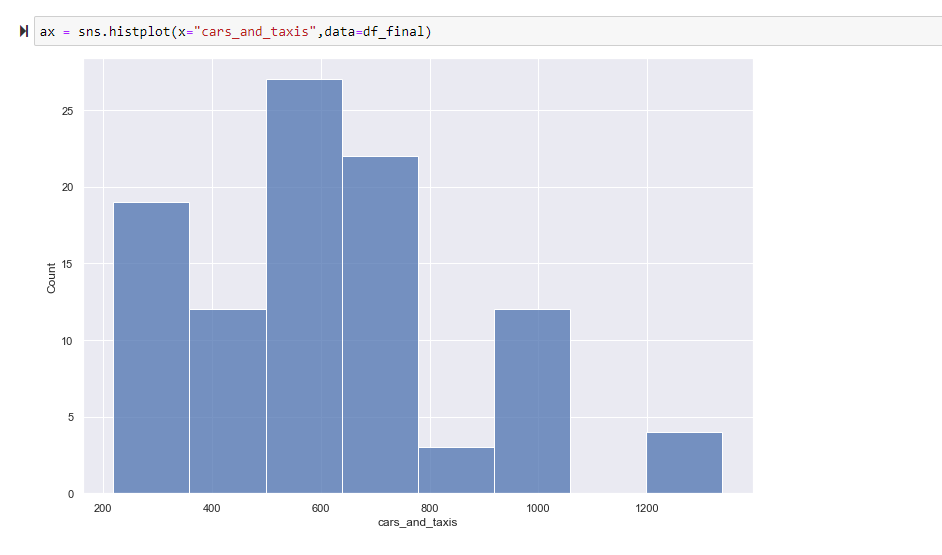 ax = sns.histplot(x="cars_and_taxis",data=df_final)
25
20
15
10
5
0
Count
200 400 600 800 1000 1200
cars_and_taxis